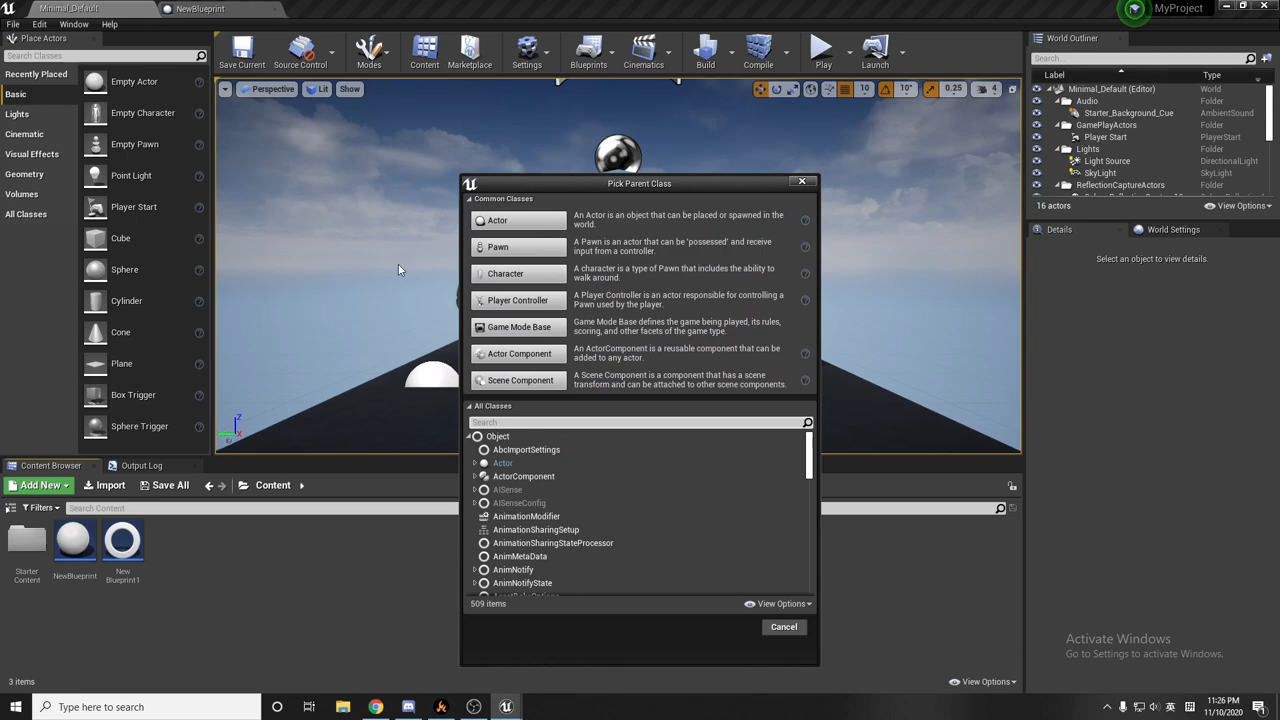 Minimal_Default
NewBlueprint
MyProject
File
Edit
Window
Help
Place Actors
Search Classes
Recently Placed
Basic
Lights
Cinematic
Visual Effects
Geometry
Volumes
All Classes
Empty Actor
Empty Character
Empty Pawn
Point Light
Player Start
Cube
Sphere
Cylinder
Cone
Plane
Box Trigger
Sphere Trigger
Save Current
Source Control
Modes
Content
Marketplace
Settings
Blueprints
Cinematics
Build
Compile
Play
Launch
Perspective
Lit
Show
10
10°
0.25
4
Z
X
Pick Parent Class
Common Classes
Actor
An Actor is an object that can be placed or spawned in the
world.
Pawn
A Pawn is an actor that can be 'possessed' and receive
input from a controller.
Character
A character is a type of Pawn that includes the ability to
walk around.
Player Controller
A Player Controller is an actor responsible for controlling a
Pawn used by the player.
Game Mode Base
Game Mode Base defines the game being played, its rules,
scoring, and other facets of the game type.
Actor Component
An ActorComponent is a reusable component that can be
added to any actor.
Scene Component
A Scene Component is a component that has a scene
transform and can be attached to other scene components.
All Classes
Search
Object
AbcImportSettings
Actor
ActorComponent
AISense
AISenseConfig
AnimationModifier
AnimationSharingSetup
AnimationSharingStateProcessor
AnimMetaData
AnimNotify
AnimNotifyState
509 items
View Options
Cancel
World Outliner
Search...
Label
Type
Minimal_Default (Editor)
World
Audio
Folder
Starter_Background_Cue
AmbientSound
GamePlayActors
Folder
Player Start
PlayerStart
Lights
Folder
Light Source
DirectionalLight
SkyLight
SkyLight
ReflectionCaptureActors
Folder
16 actors
View Options
Details
World Settings
Select an object to view details.
Content Browser
Output Log
Add New
Import
Save All
Content
Filters
Search Content
Starter
Content
NewBlueprint
New
Blueprint1
3 items
View Options
Activate Windows
Go to Settings to activate Windows.
Type here to search
英
11:26 PM
11/10/2020
1